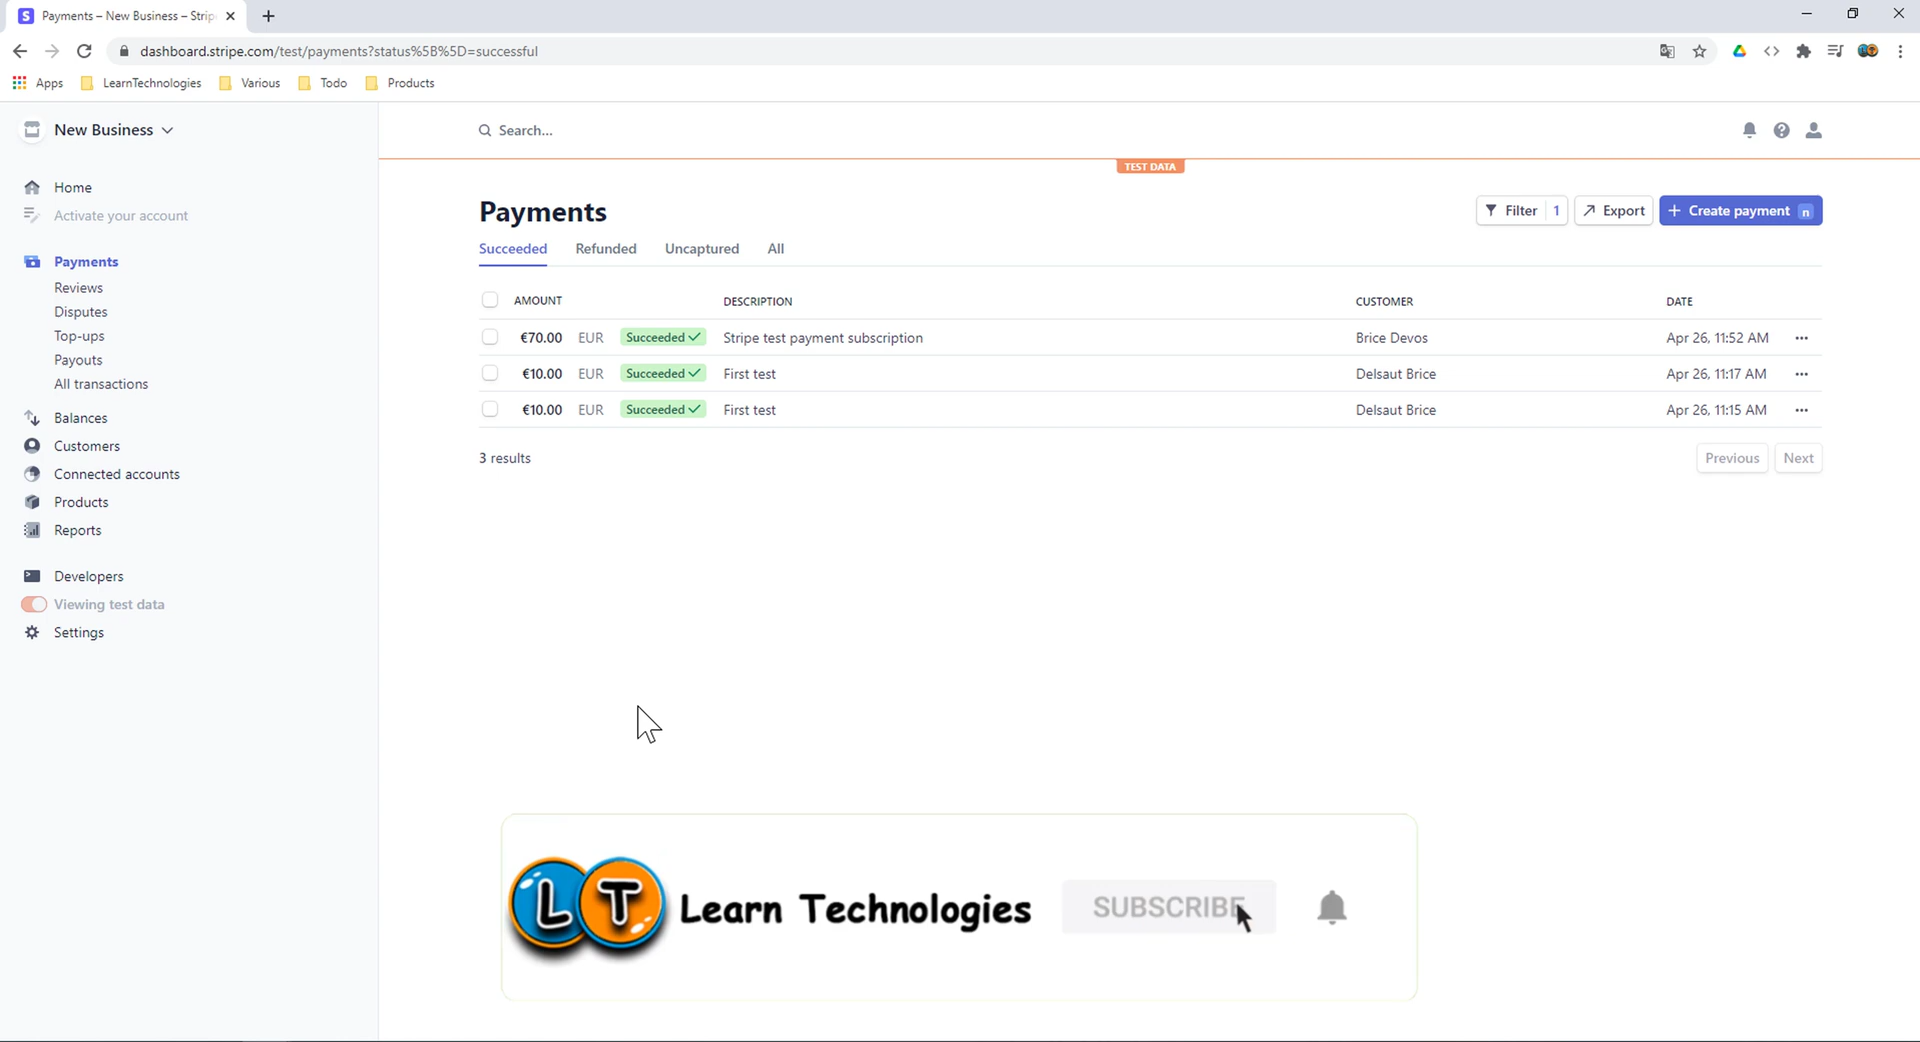 Payments – New Business – Strip
dashboard.stripe.com/test/payments?status%5B%5D=successful
Apps LearnTechnologies Various Todo Products
New Business
Search...
TEST DATA
Home
Activate your account
Payments
Reviews
Disputes
Top-ups
Payouts
All transactions
Balances
Customers
Connected accounts
Products
Reports
Developers
Viewing test data
Settings
Payments
Filter 1 Export + Create payment n
Succeeded Refunded Uncaptured All
AMOUNT DESCRIPTION CUSTOMER DATE
€70.00 EUR Succeeded ✓ Stripe test payment subscription Brice Devos Apr 26, 11:52 AM
€10.00 EUR Succeeded ✓ First test Delsaut Brice Apr 26, 11:17 AM
€10.00 EUR Succeeded ✓ First test Delsaut Brice Apr 26, 11:15 AM
3 results Previous Next
LT Learn Technologies SUBSCRIBE